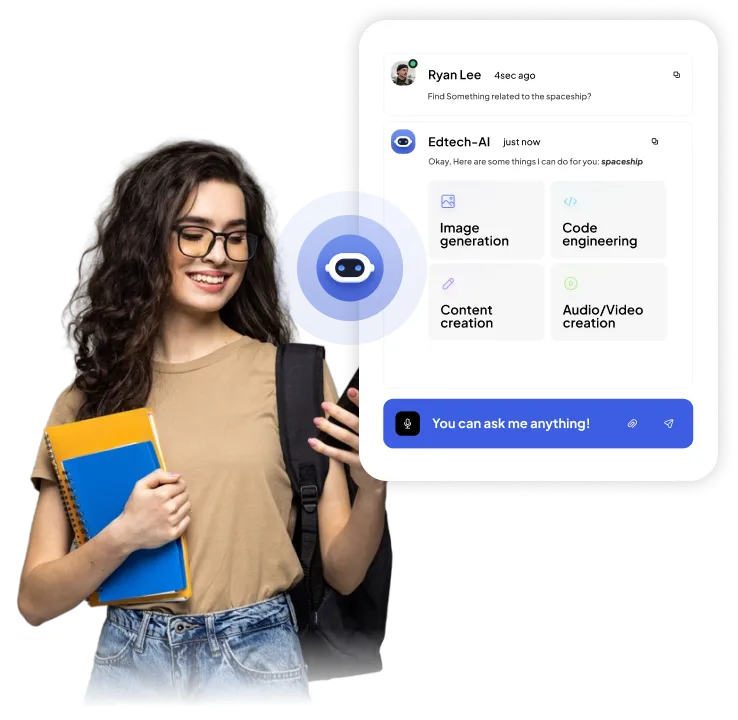 Ryan Lee 4sec ago
Find Something related to the spaceship?
Edtech-AI just now
Okay, Here are some things I can do for you: spaceship
Image
generation
Code
engineering
Content
creation
Audio/Video
creation
You can ask me anything!